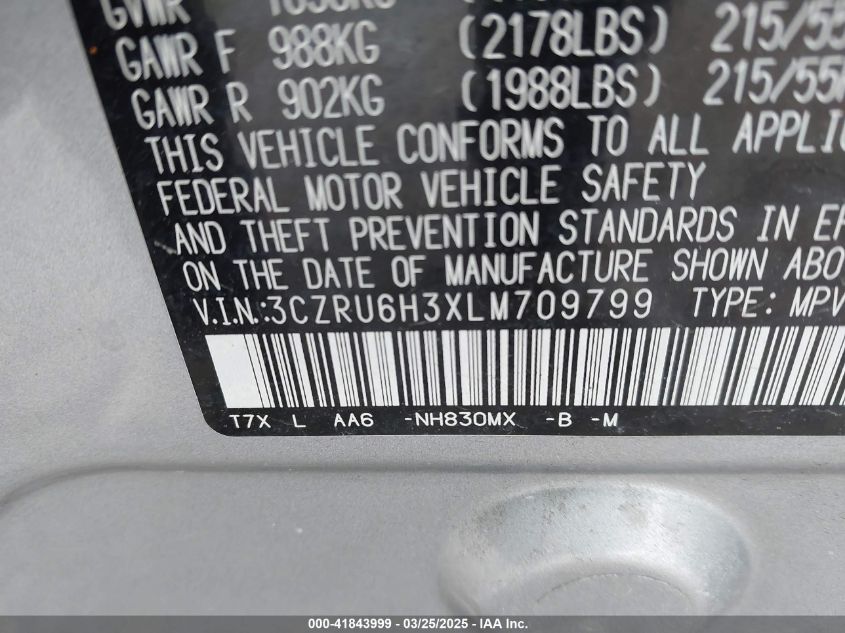 GVWR
GAWR F 988KG (2178LBS) 215/55
GAWR R 902KG (1988LBS) 215/55
THIS VEHICLE CONFORMS TO ALL APPLIC
FEDERAL MOTOR VEHICLE SAFETY
AND THEFT PREVENTION STANDARDS IN EF
ON THE DATE OF MANUFACTURE SHOWN ABO
V.I.N.:3CZRU6H3XLM709799 TYPE: MPV
T7X L AA6 -NH830MX -B -M
000-41843999 — 03/25/2025 — IAA Inc.